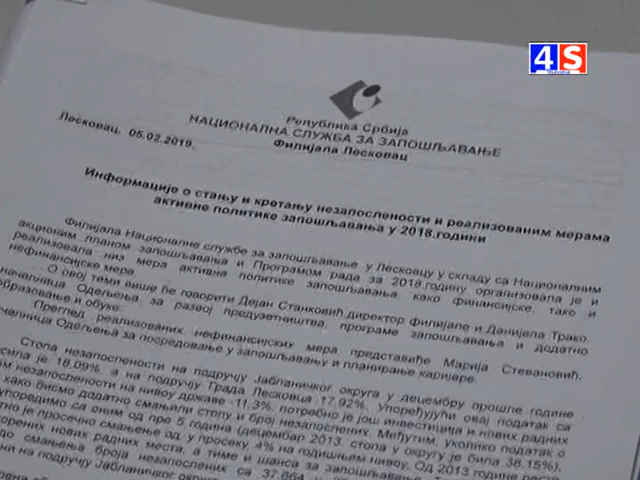 4S
Република Србија
НАЦИОНАЛНА СЛУЖБА ЗА ЗАПОШЉАВАЊЕ
Филијала Лесковац
Лесковац, 05.02.2019.
Информације о стању и кретању незапослености и реализованим мерама
активне политике запошљавања у 2018.години
Филијала Националне службе за запошљавање у Лесковцу у складу са Националним
акционим планом запошљавања и Програмом рада за 2018.годину, организовала је и
реализовала низ мера активне политике запошљавања, како финансијске, тако и
нефинансијске мере.
О овој теми више ће говорити Дејан Станковић директор филијале и Данијела Трако,
начелница Одељења за развој предузетништва, програме запошљавања и додатно
образовање и обуке.
Преглед реализованих нефинансијских мера представиће Марија Стевановић,
челница Одељења за посредовање у запошљавању и планирање каријере.
Стопа незапослености на подручју Јабланичког округа у децембру прошле године
је 18.09% а на подручју Града Лесковца 17.92%. Упоређујући овај податак са
незапослености на нивоу државе -11.3%, потребно је још инвестиција и нових радних
како бисмо додатно смањили стопу и број незапослених. Међутим, уколико податак о
упоредимо са оним од пре 5 година (децембар 2013. стопа у округу је била 36.15%),
но је просечно смањење од у просеку 4% на годишњем нивоу. Од 2013 године расте
орених нових радних места, а тиме и шанса за запошљавање.
до смањења броја незапослених са 37.664
на подручју Јабланичког